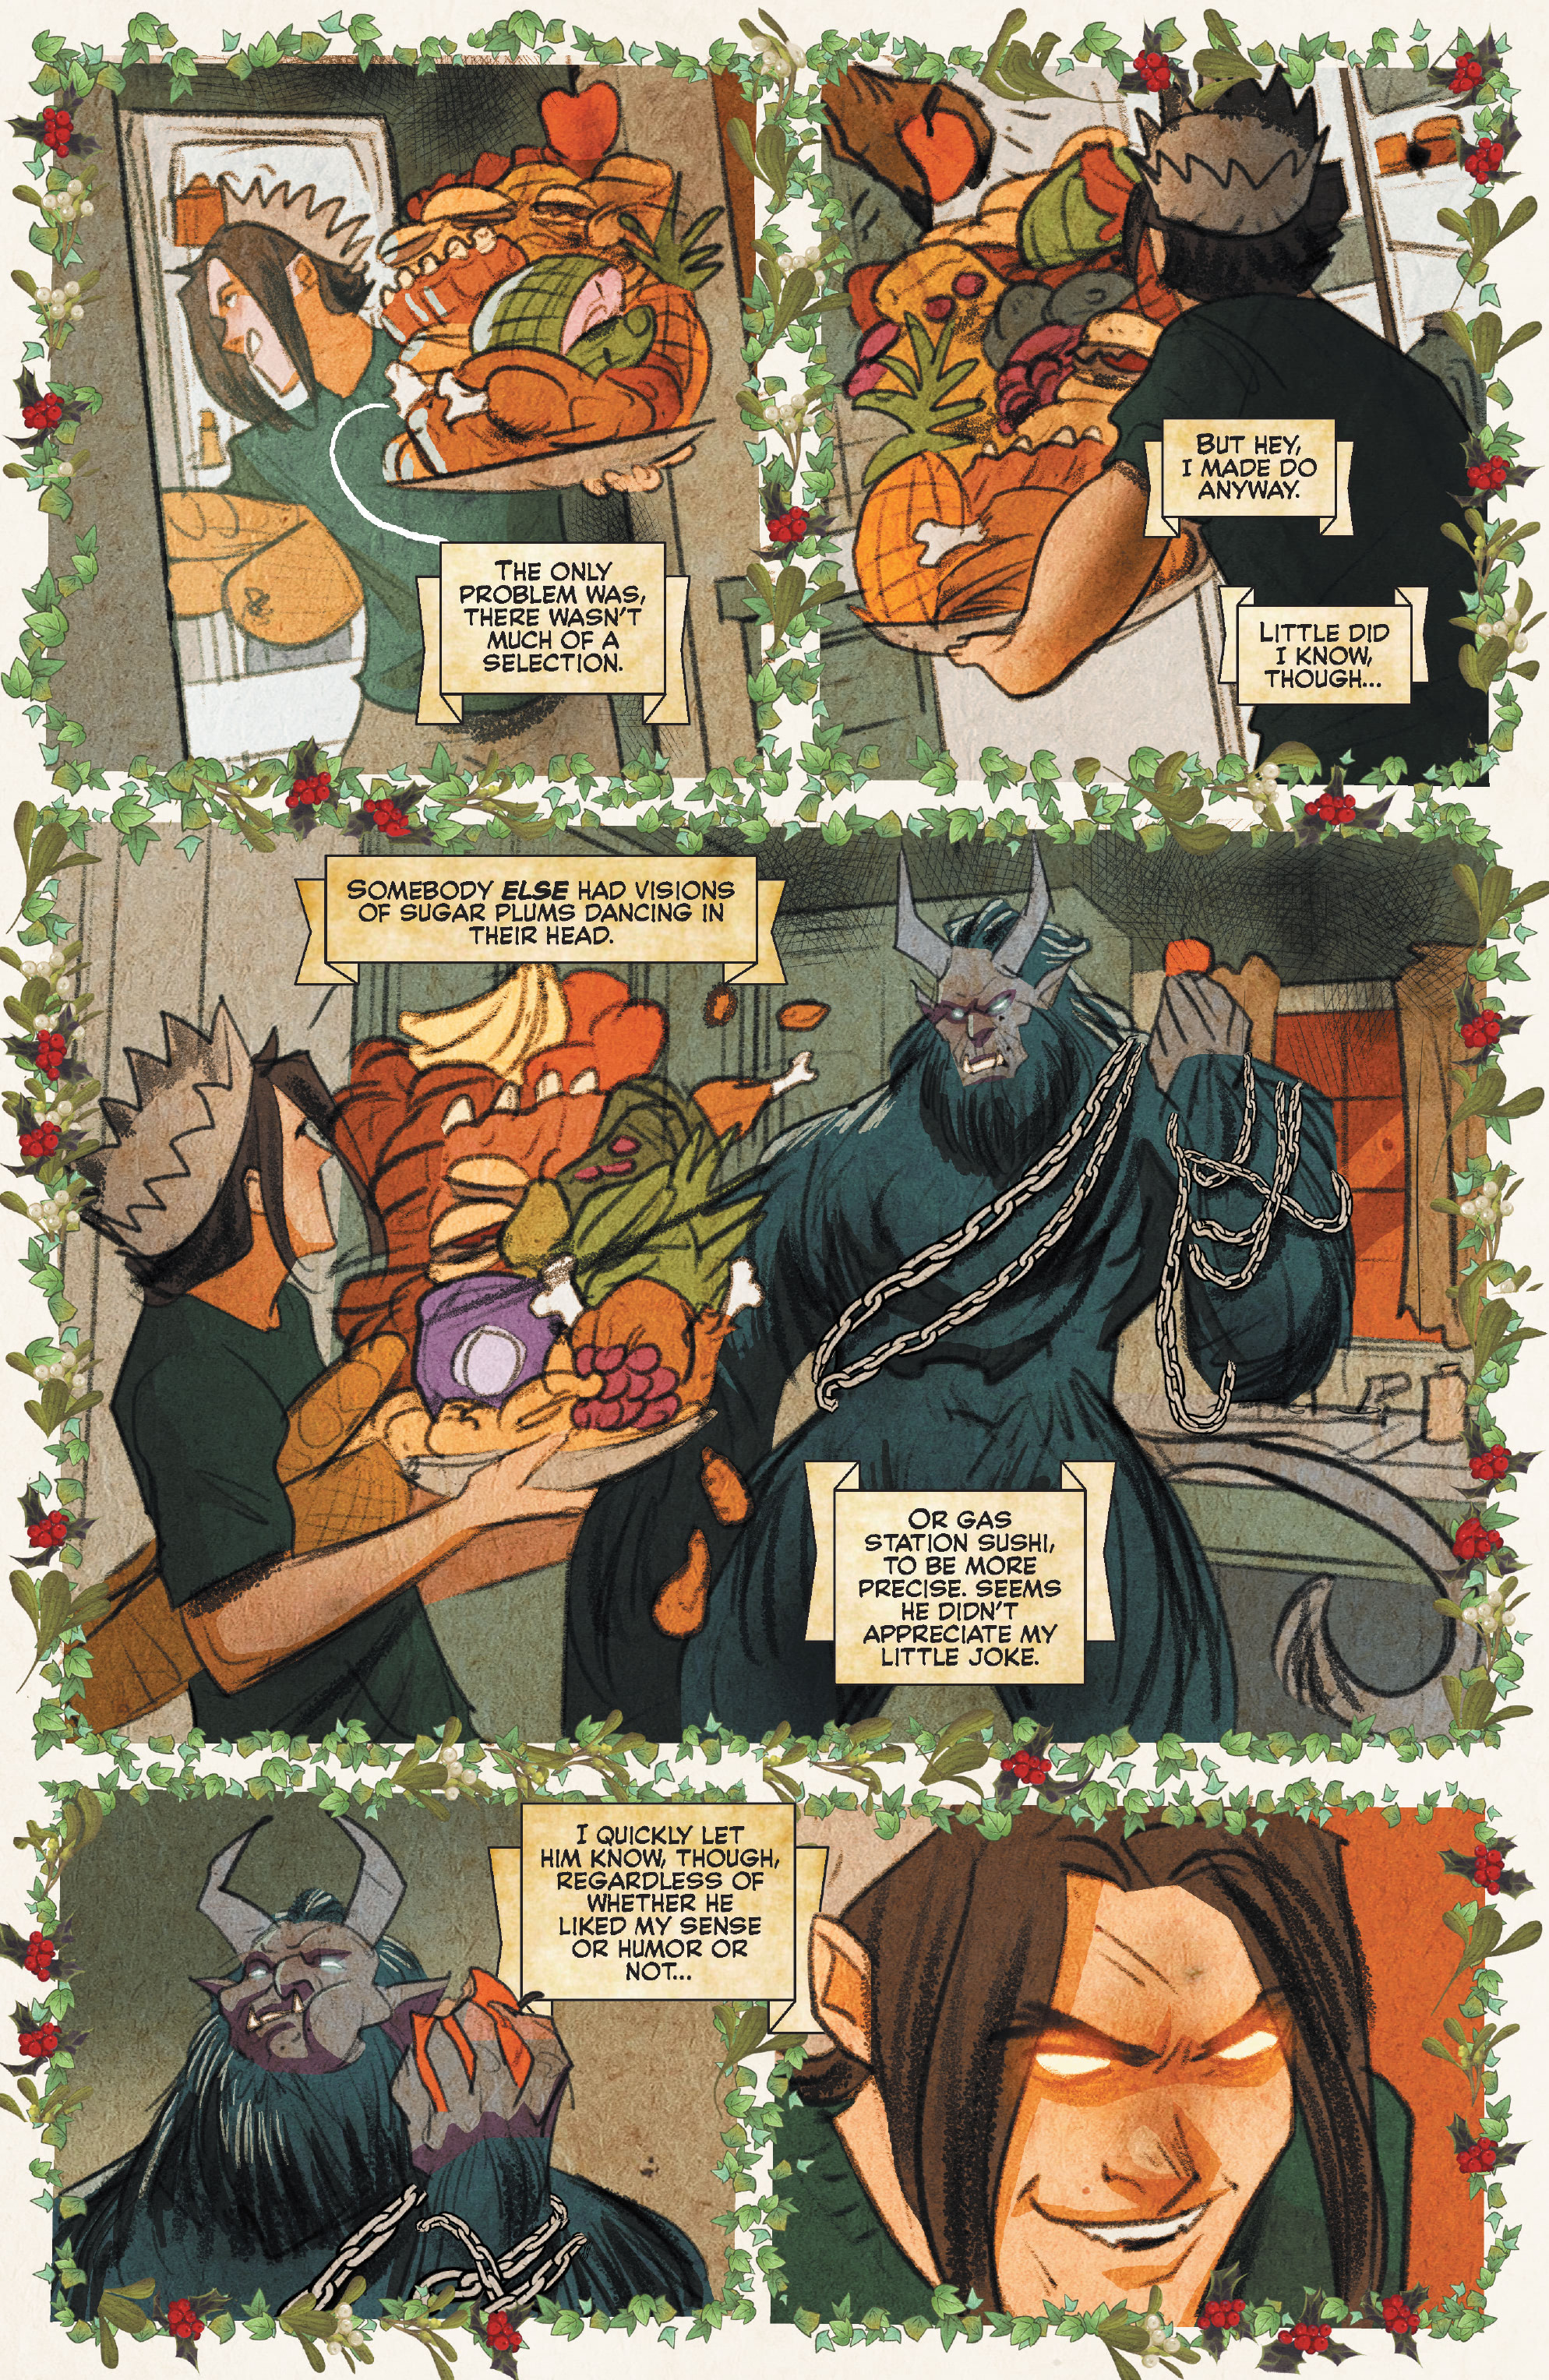 THE ONLY
PROBLEM WAS,
THERE WASN'T
MUCH OF A
SELECTION.
BUT HEY,
I MADE DO
ANYWAY.
LITTLE DID
I KNOW,
THOUGH...
SOMEBODY ELSE HAD VISIONS
OF SUGAR PLUMS DANCING IN
THEIR HEAD.
OR GAS
STATION SUSHI,
TO BE MORE
PRECISE. SEEMS
HE DIDN'T
APPRECIATE MY
LITTLE JOKE.
I QUICKLY LET
HIM KNOW, THOUGH,
REGARDLESS OF
WHETHER HE
LIKED MY SENSE
OR HUMOR OR
NOT...